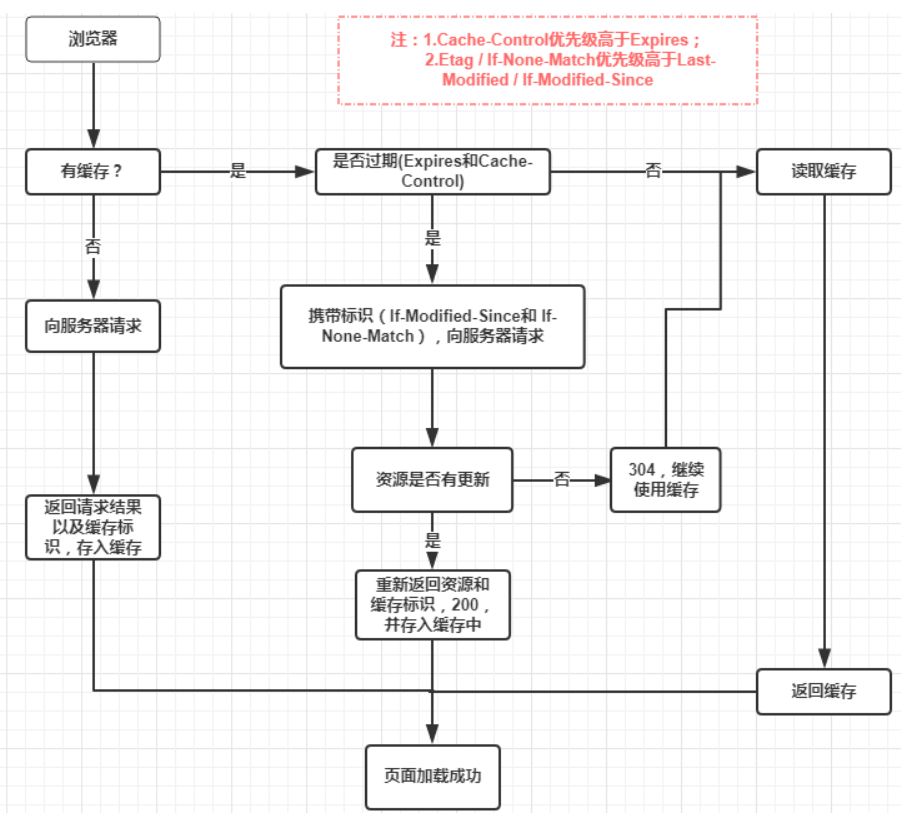 浏览器
注：1.Cache-Control优先级高于Expires；
2.Etag / If-None-Match优先级高于Last-
Modified / If-Modified-Since
有缓存？
是
是否过期(Expires和Cache-
Control)
否
读取缓存
否
是
向服务器请求
携带标识（If-Modified-Since和 If-
None-Match），向服务器请求
资源是否有更新
否
304，继续
使用缓存
返回请求结果
以及缓存标
识，存入缓存
是
重新返回资源和
缓存标识，200，
并存入缓存中
返回缓存
页面加载成功